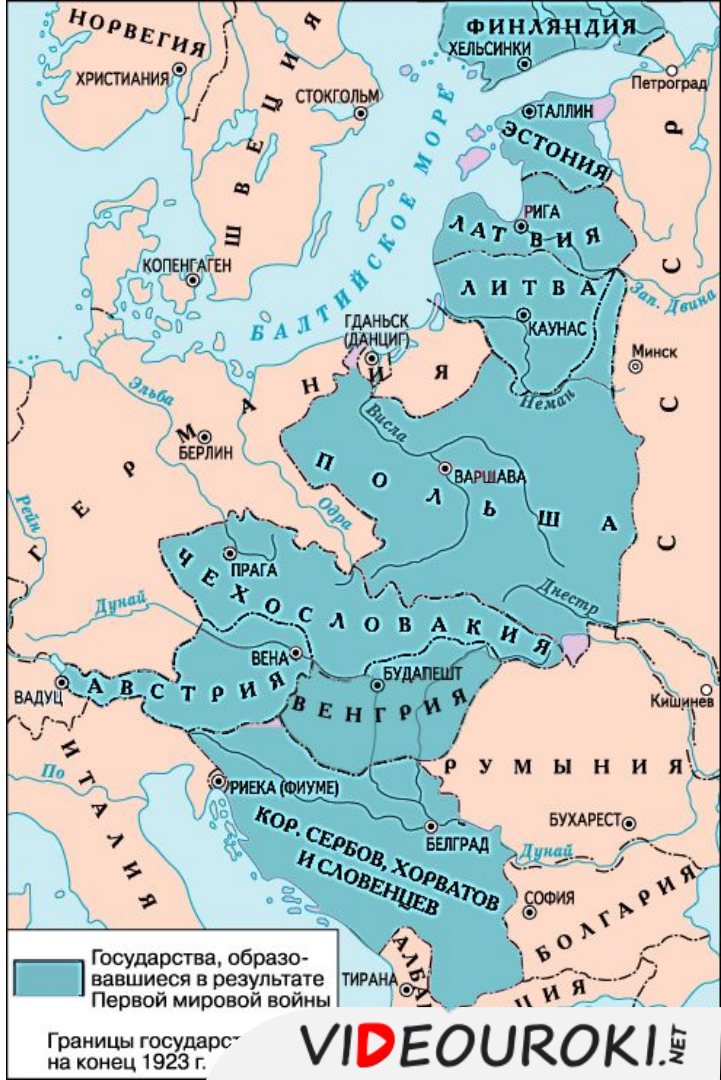 НОРВЕГИЯ
ХРИСТИАНИЯ
ШВЕЦИЯ
СТОКГОЛЬМ
ФИНЛЯНДИЯ
ХЕЛЬСИНКИ
Петроград
ТАЛЛИН
ЭСТОНИЯ
РИГА
ЛАТВИЯ
СССР
Зап. Двина
КОПЕНГАГЕН
БАЛТИЙСКОЕ МОРЕ
ЛИТВА
КАУНАС
ГДАНЬСК
(ДАНЦИГ)
Минск
Неман
ГЕРМАНИЯ
Эльба
БЕРЛИН
Висла
ВАРШАВА
ПОЛЬША
Рейн
Одра
ПРАГА
ЧЕХОСЛОВАКИЯ
Днестр
Дунай
ВЕНА
БУДАПЕШТ
ВАДУЦ
АВСТРИЯ
ВЕНГРИЯ
Кишинев
ИТАЛИЯ
По
РИЕКА (ФИУМЕ)
РУМЫНИЯ
БУХАРЕСТ
БЕЛГРАД
Дунай
КОР. СЕРБОВ, ХОРВАТОВ
И СЛОВЕНЦЕВ
СОФИЯ
БОЛГАРИЯ
ТИРАНА
АЛБА
ЦИЯ
Государства, образо-
вавшиеся в результате
Первой мировой войны
Границы государст
на конец 1923 г.
VIDEOUROKI.NET